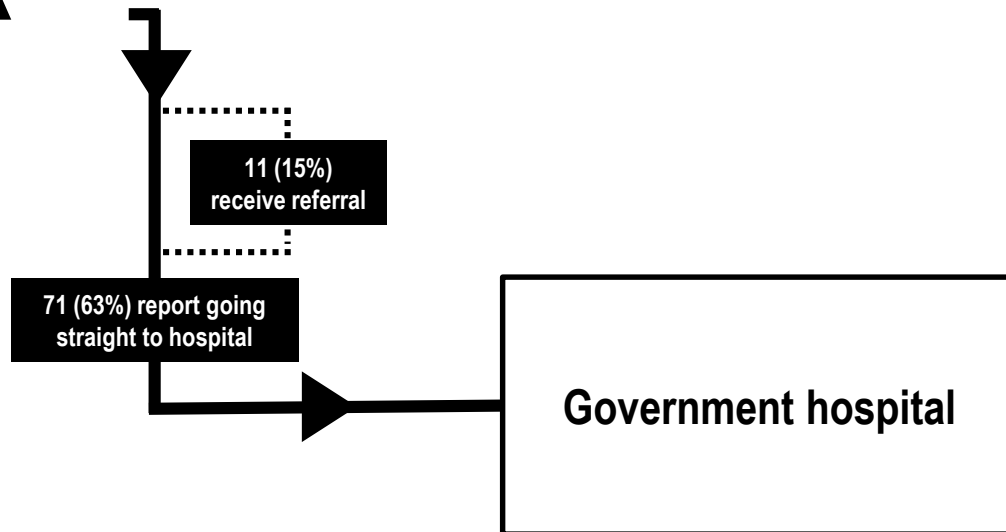 11 (15%)
receive referral
71 (63%) report going
straight to hospital
Government hospital